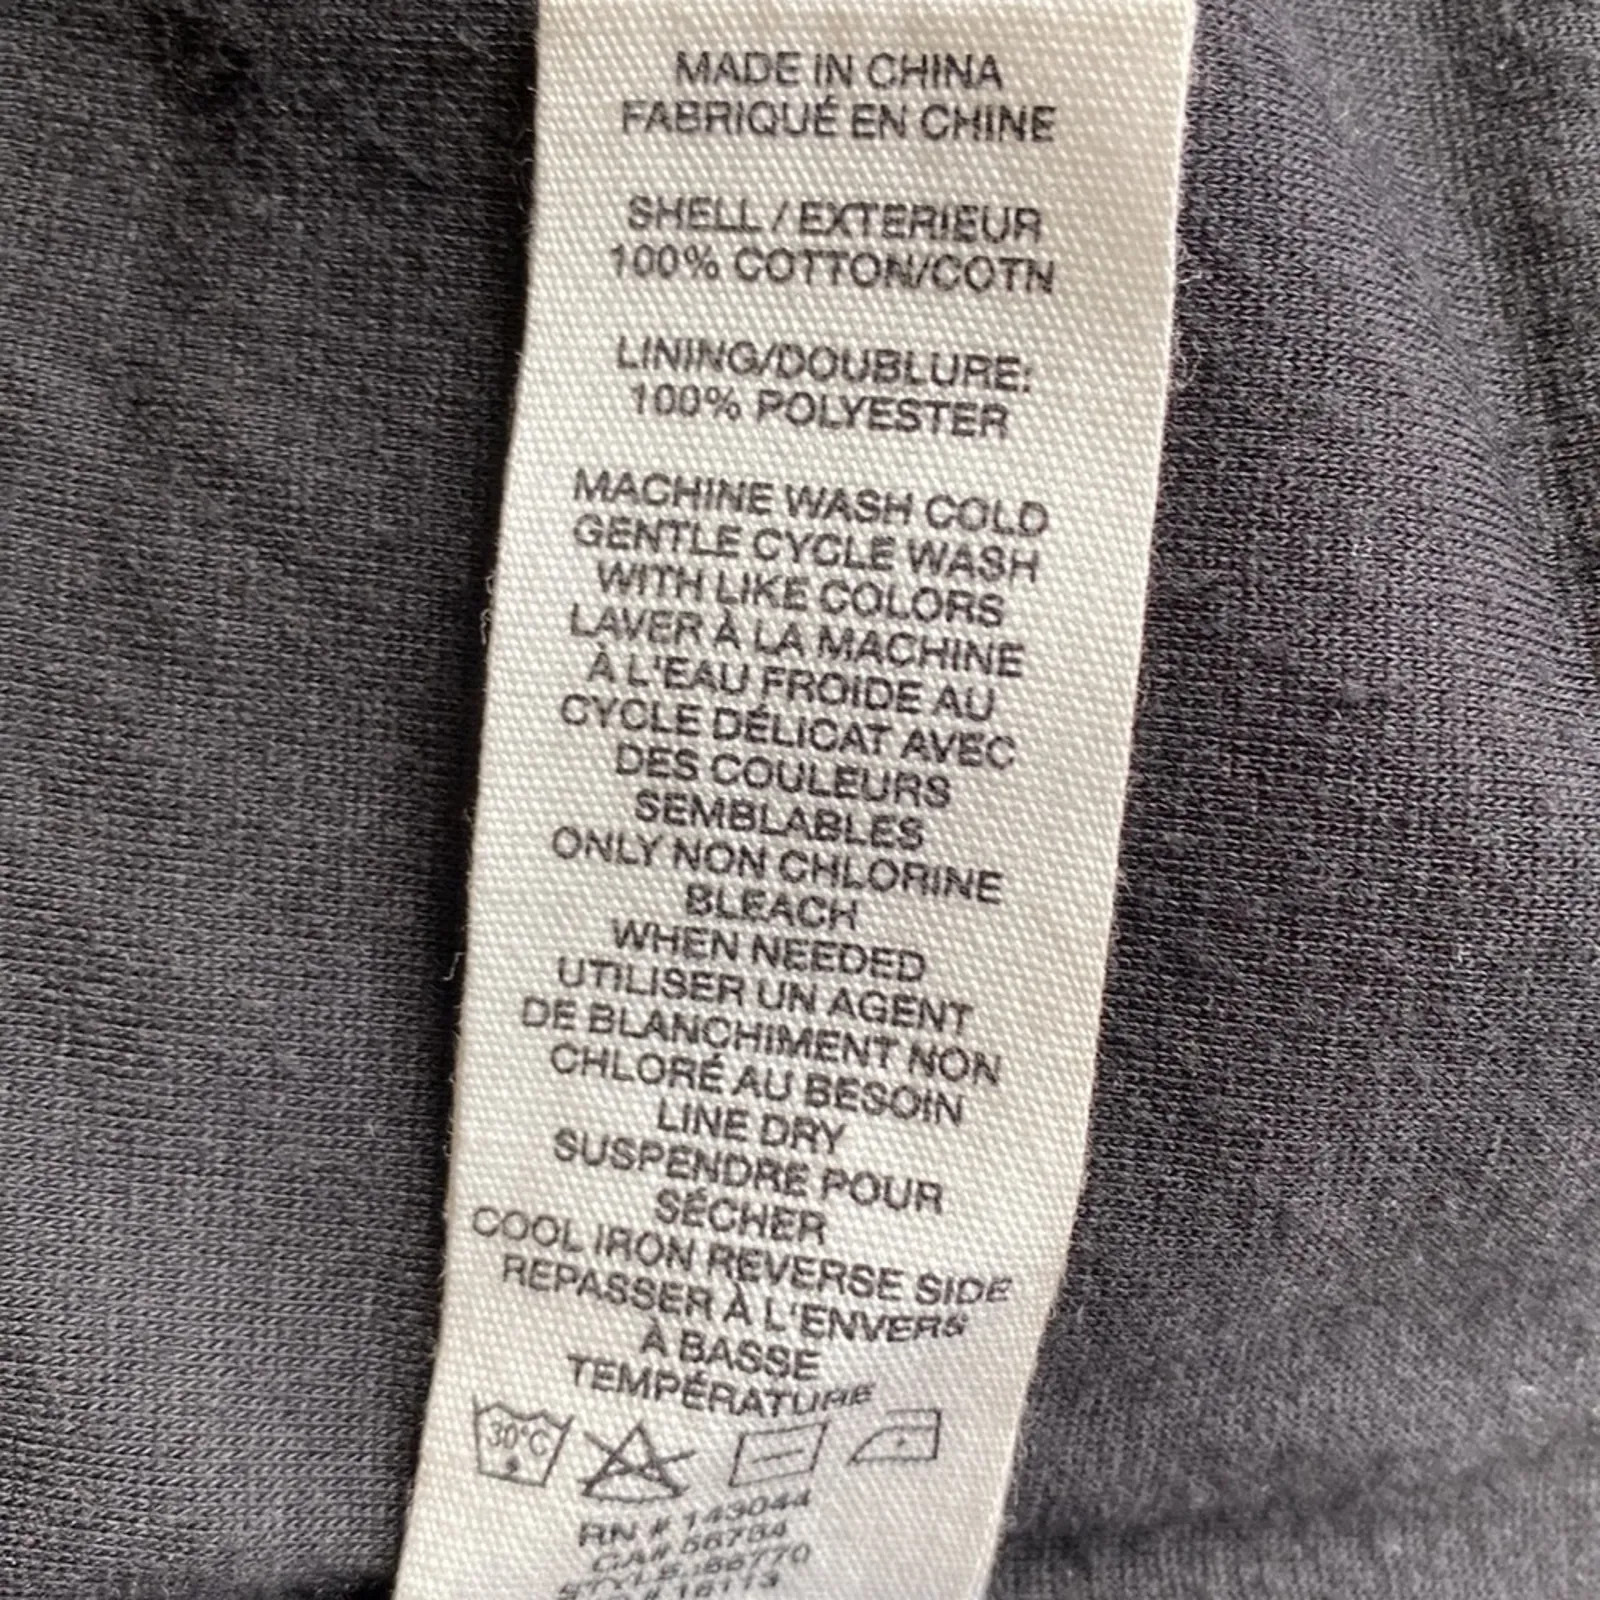 MADE IN CHINA
FABRIQUÉ EN CHINE
SHELL / EXTERIEUR
100% COTTON/COTN
LINING/DOUBLURE:
100% POLYESTER
MACHINE WASH COLD
GENTLE CYCLE WASH
WITH LIKE COLORS
LAVER À LA MACHINE
À L'EAU FROIDE AU
CYCLE DÉLICAT AVEC
DES COULEURS
SEMBLABLES
ONLY NON CHLORINE
BLEACH
WHEN NEEDED
UTILISER UN AGENT
DE BLANCHIMENT NON
CHLORÉ AU BESOIN
LINE DRY
SUSPENDRE POUR
SÉCHER
COOL IRON REVERSE SIDE
REPASSER À L'ENVERS
À BASSE
TEMPÉRATURE
30°C
RN # 143044
CA# 56784
STYLE:
# 16113